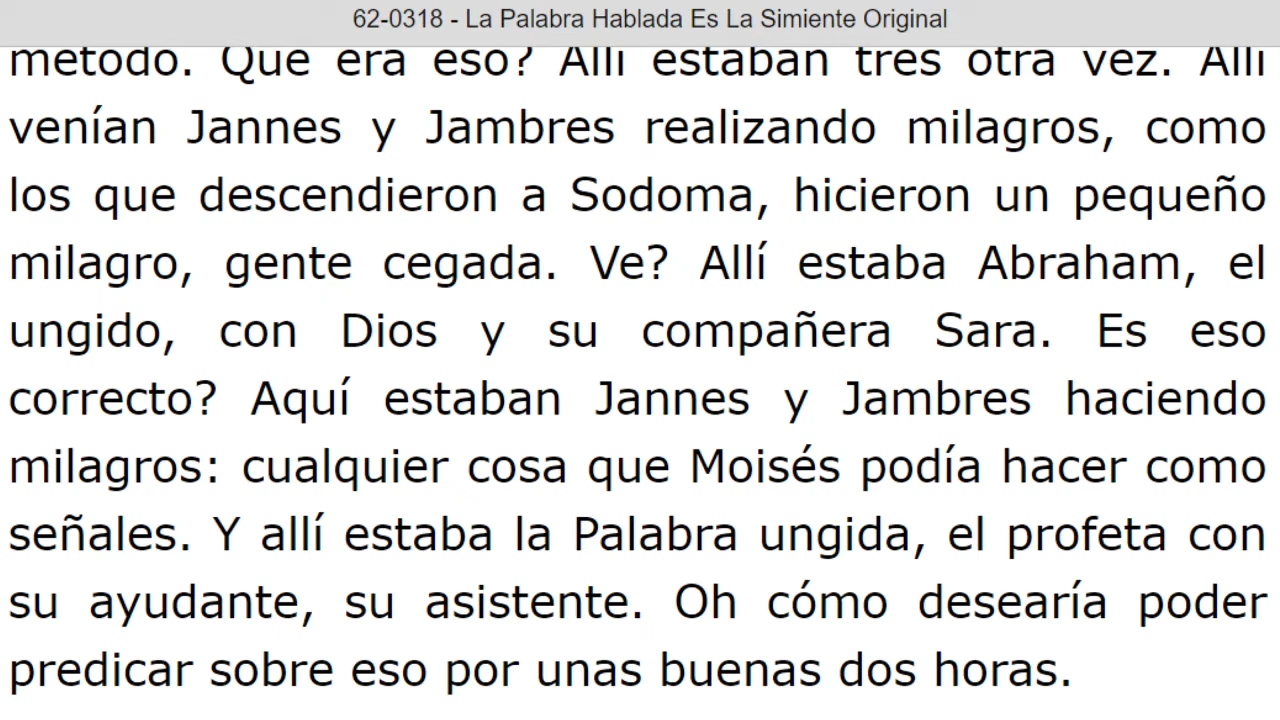 62-0318 - La Palabra Hablada Es La Simiente Original
método. Qué era eso? Allí estaban tres otra vez. Allí
venían Jannes y Jambres realizando milagros, como
los que descendieron a Sodoma, hicieron un pequeño
milagro, gente cegada. Ve? Allí estaba Abraham, el
ungido, con Dios y su compañera Sara. Es eso
correcto? Aquí estaban Jannes y Jambres haciendo
milagros: cualquier cosa que Moisés podía hacer como
señales. Y allí estaba la Palabra ungida, el profeta con
su ayudante, su asistente. Oh cómo desearía poder
predicar sobre eso por unas buenas dos horas.